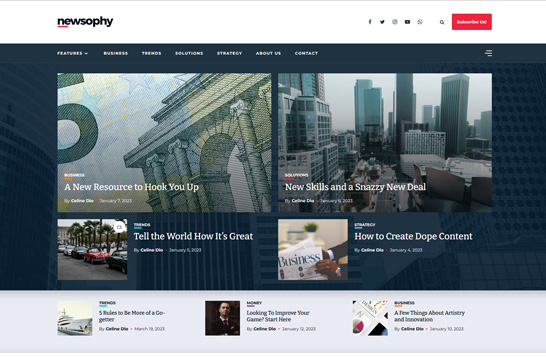 newsophy
Subscribe Us!
FEATURES BUSINESS TRENDS SOLUTIONS STRATEGY ABOUT US CONTACT
BUSINESS
A New Resource to Hook You Up
By Celine Dio - January 7, 2023
SOLUTIONS
New Skills and a Snazzy New Deal
By Celine Dio - January 6, 2023
TRENDS
Tell the World How It's Great
By Celine Dio - January 5, 2023
Business
STRATEGY
How to Create Dope Content
By Celine Dio - January 4, 2023
TRENDS
5 Rules to Be More of a Go-
getter
By Celine Dio - March 19, 2023
MONEY
Looking To Improve Your
Game? Start Here
By Celine Dio - January 12, 2023
BUSINESS
A Few Things About Artistry
and Innovation
By Celine Dio - January 10, 2023